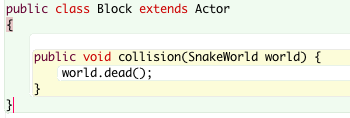 public class Block extends Actor
{
public void collision(SnakeWorld world) {
world.dead();
}
}